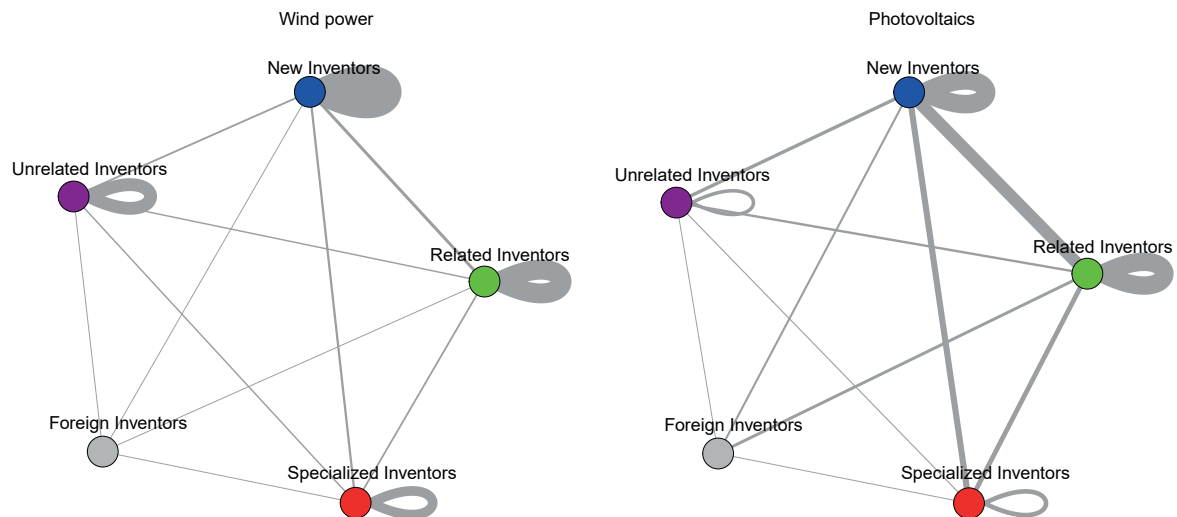 Wind power
New Inventors
Unrelated Inventors
Related Inventors
Foreign Inventors
Specialized Inventors
Photovoltaics
New Inventors
Unrelated Inventors
Related Inventors
Foreign Inventors
Specialized Inventors